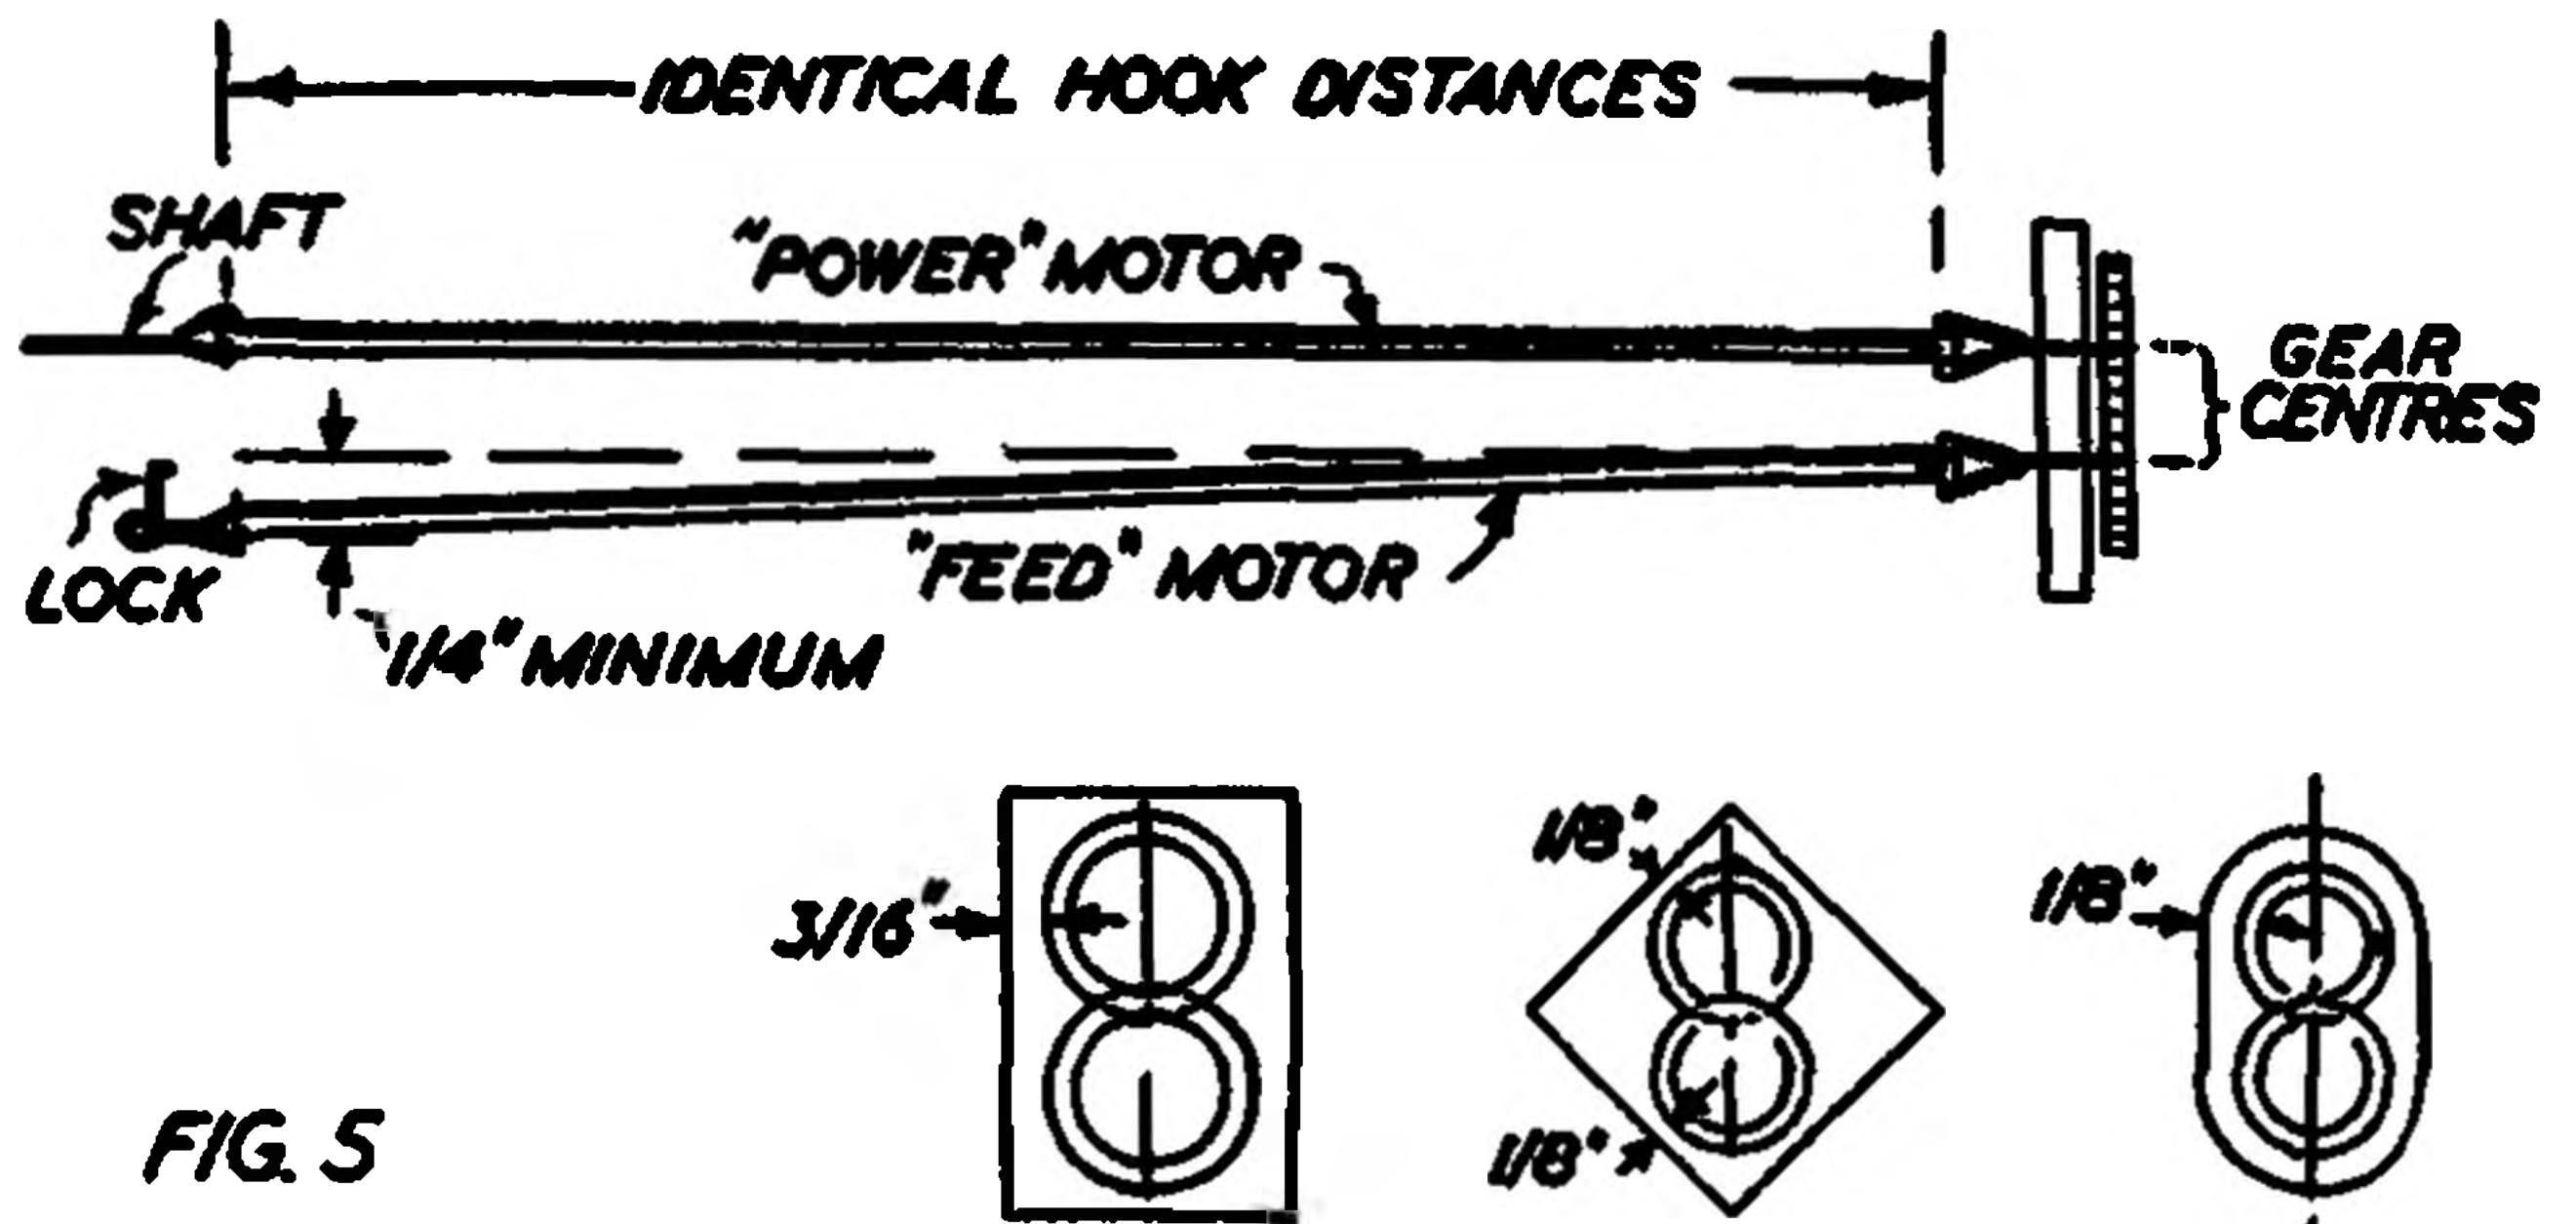 IDENTICAL HOOK DISTANCES
SHAFT
"POWER" MOTOR
GEAR
CENTRES
"FEED" MOTOR
LOCK
1/4" MINIMUM
3/16"
1/8"
1/8"
1/8"
FIG. 5